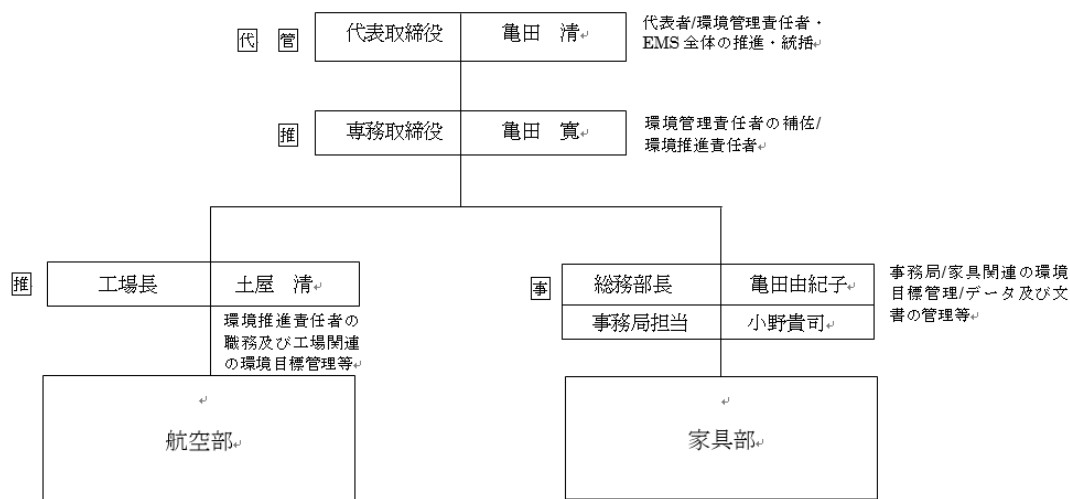 代 管 代表取締役 亀田 清
代表者/環境管理責任者・
EMS全体の推進・統括
推 専務取締役 亀田 寛
環境管理責任者の補佐/
環境推進責任者
推 工場長 土屋 清
環境推進責任者の
職務及び工場関連
の環境目標管理等
事 総務部長 亀田由紀子
事務局担当 小野貴司
事務局/家具関連の環境
目標管理/データ及び文
書の管理等
航空部
家具部